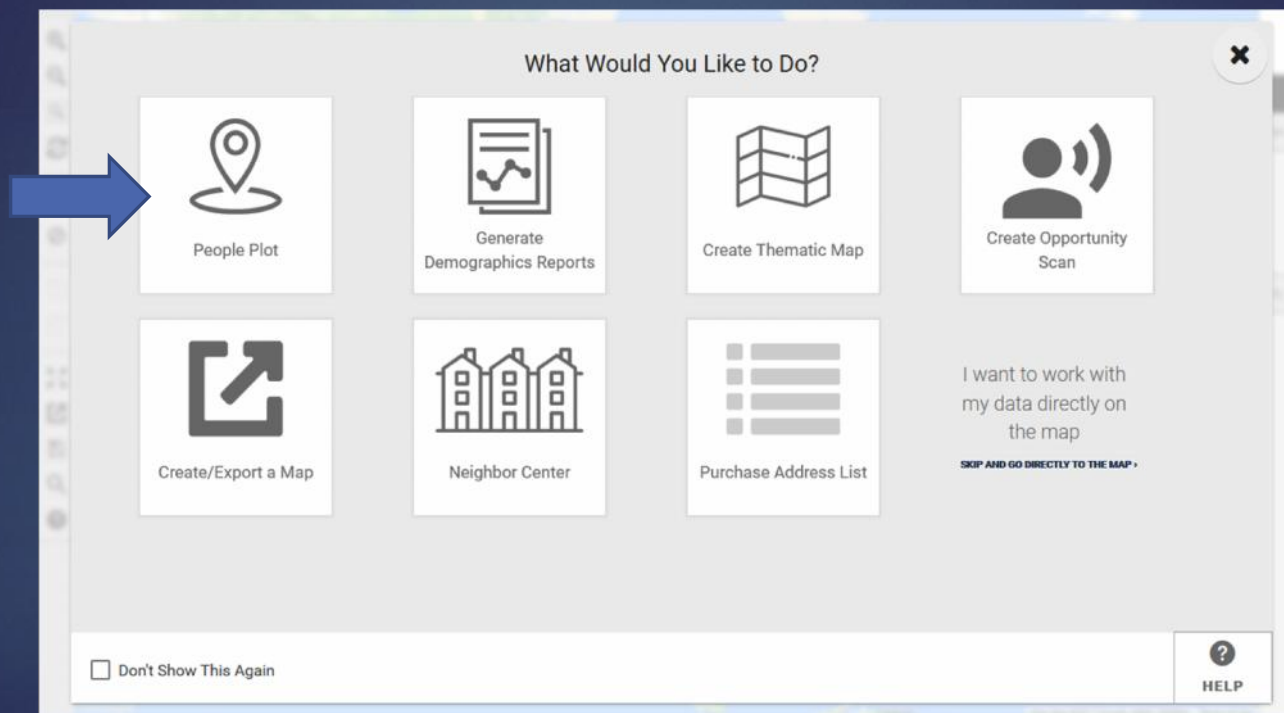 What Would You Like to Do?
People Plot
Generate
Demographics Reports
Create Thematic Map
Create Opportunity
Scan
Create/Export a Map
Neighbor Center
Purchase Address List
I want to work with
my data directly on
the map
SKIP AND GO DIRECTLY TO THE MAP ›
Don't Show This Again
HELP